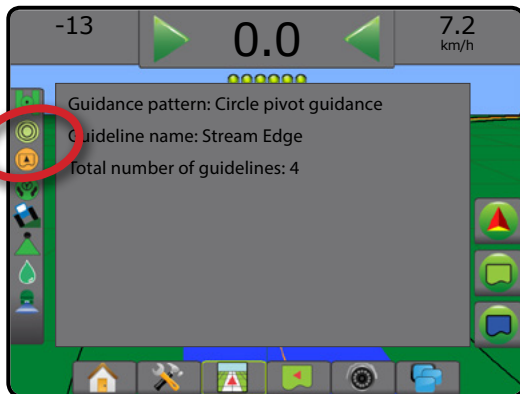 -13
0.0
7.2
km/h
Guidance pattern: Circle pivot guidance
Guideline name: Stream Edge
Total number of guidelines: 4